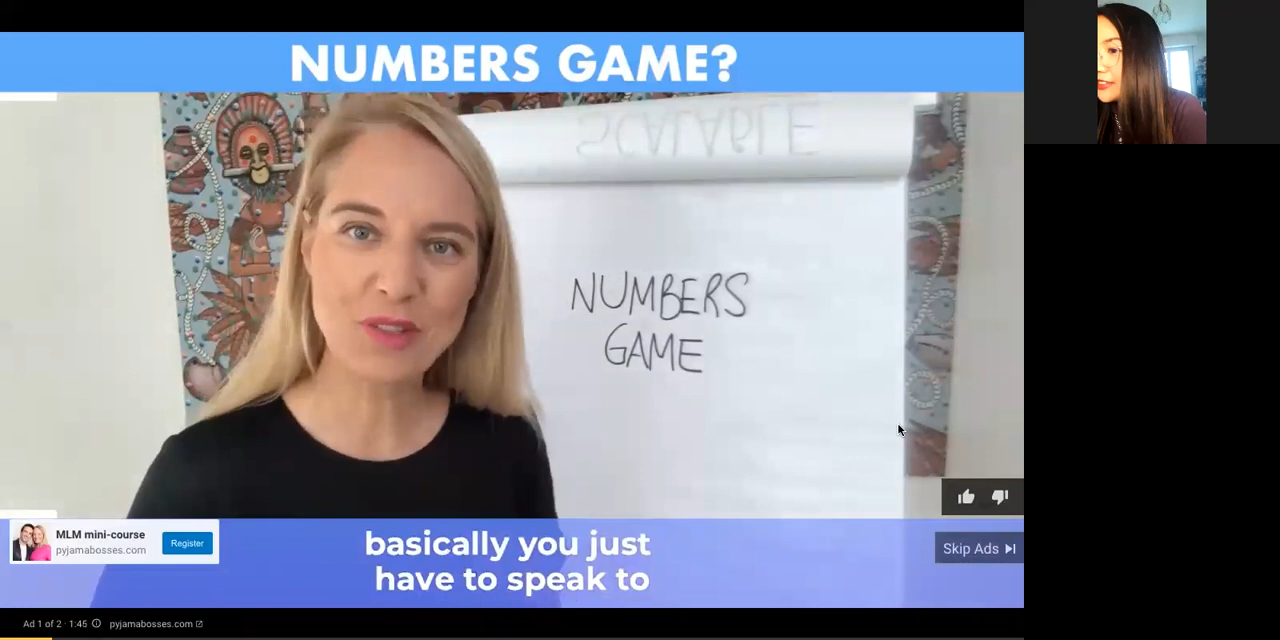 NUMBERS GAME?
SCALABLE
NUMBERS
GAME
MLM mini-course
pyjamabosses.com
Register
basically you just
have to speak to
Skip Ads
Ad 1 of 2 · 1:45
pyjamabosses.com